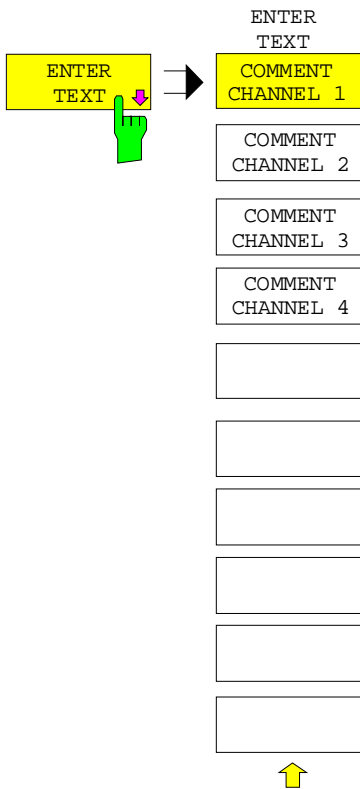 ENTER
TEXT
ENTER
TEXT
COMMENT
CHANNEL 1
COMMENT
CHANNEL 2
COMMENT
CHANNEL 3
COMMENT
CHANNEL 4